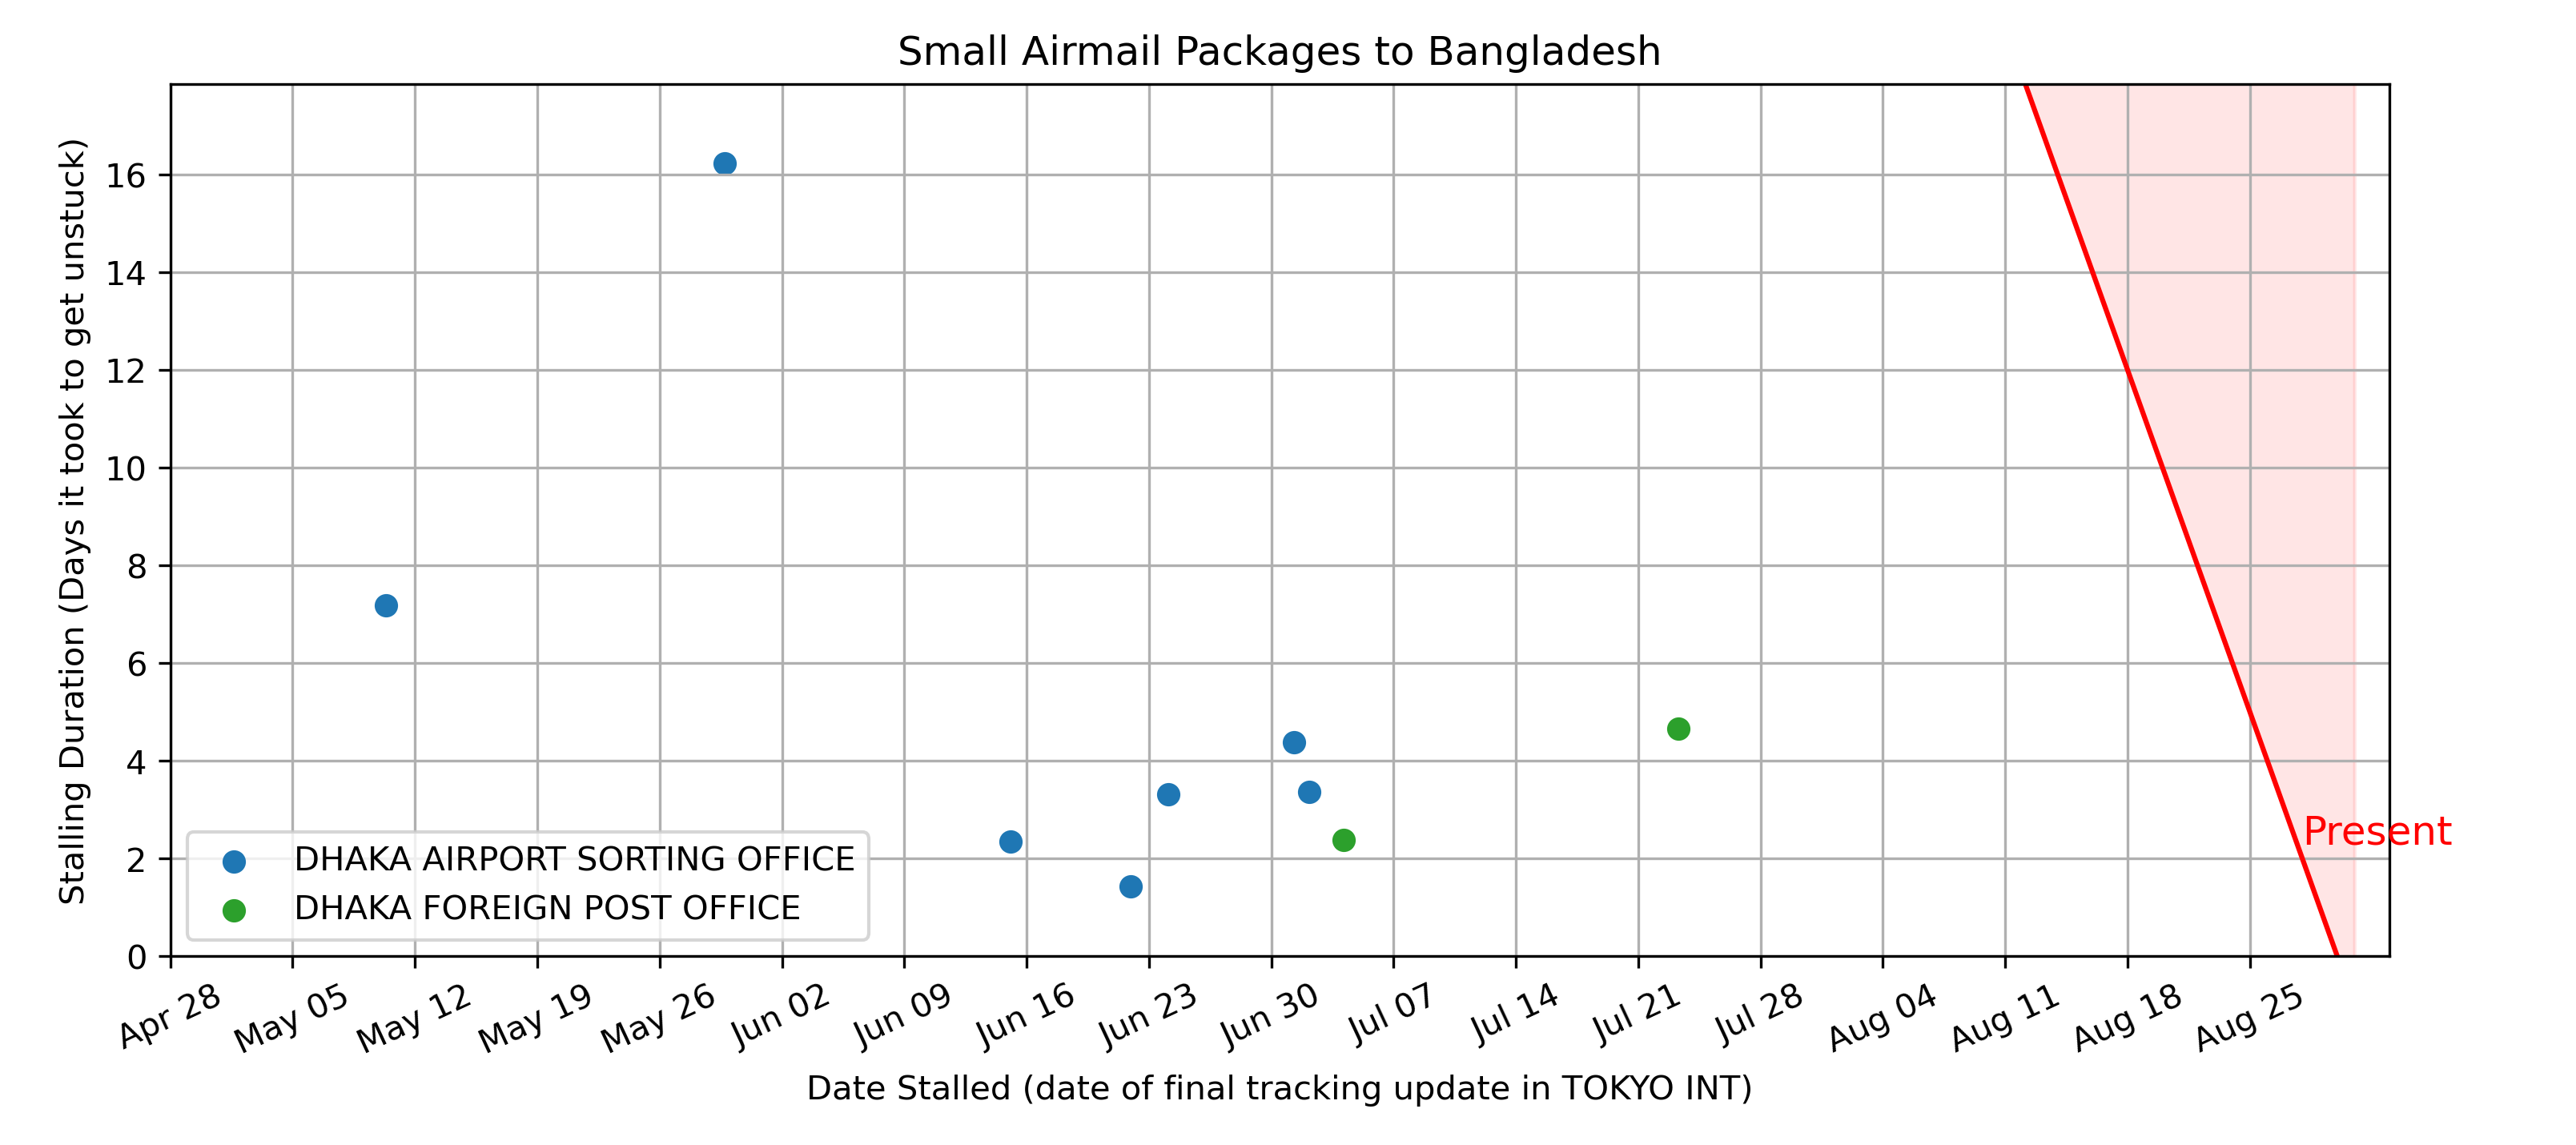 Small Airmail Packages to Bangladesh
Stalling Duration (Days it took to get unstuck)
16
14
12
10
8
6
4
2
0
Present
DHAKA AIRPORT SORTING OFFICE
DHAKA FOREIGN POST OFFICE
Apr 28
May 05
May 12
May 19
May 26
Jun 02
Jun 09
Jun 16
Jun 23
Jun 30
Jul 07
Jul 14
Jul 21
Jul 28
Aug 04
Aug 11
Aug 18
Aug 25
Date Stalled (date of final tracking update in TOKYO INT)